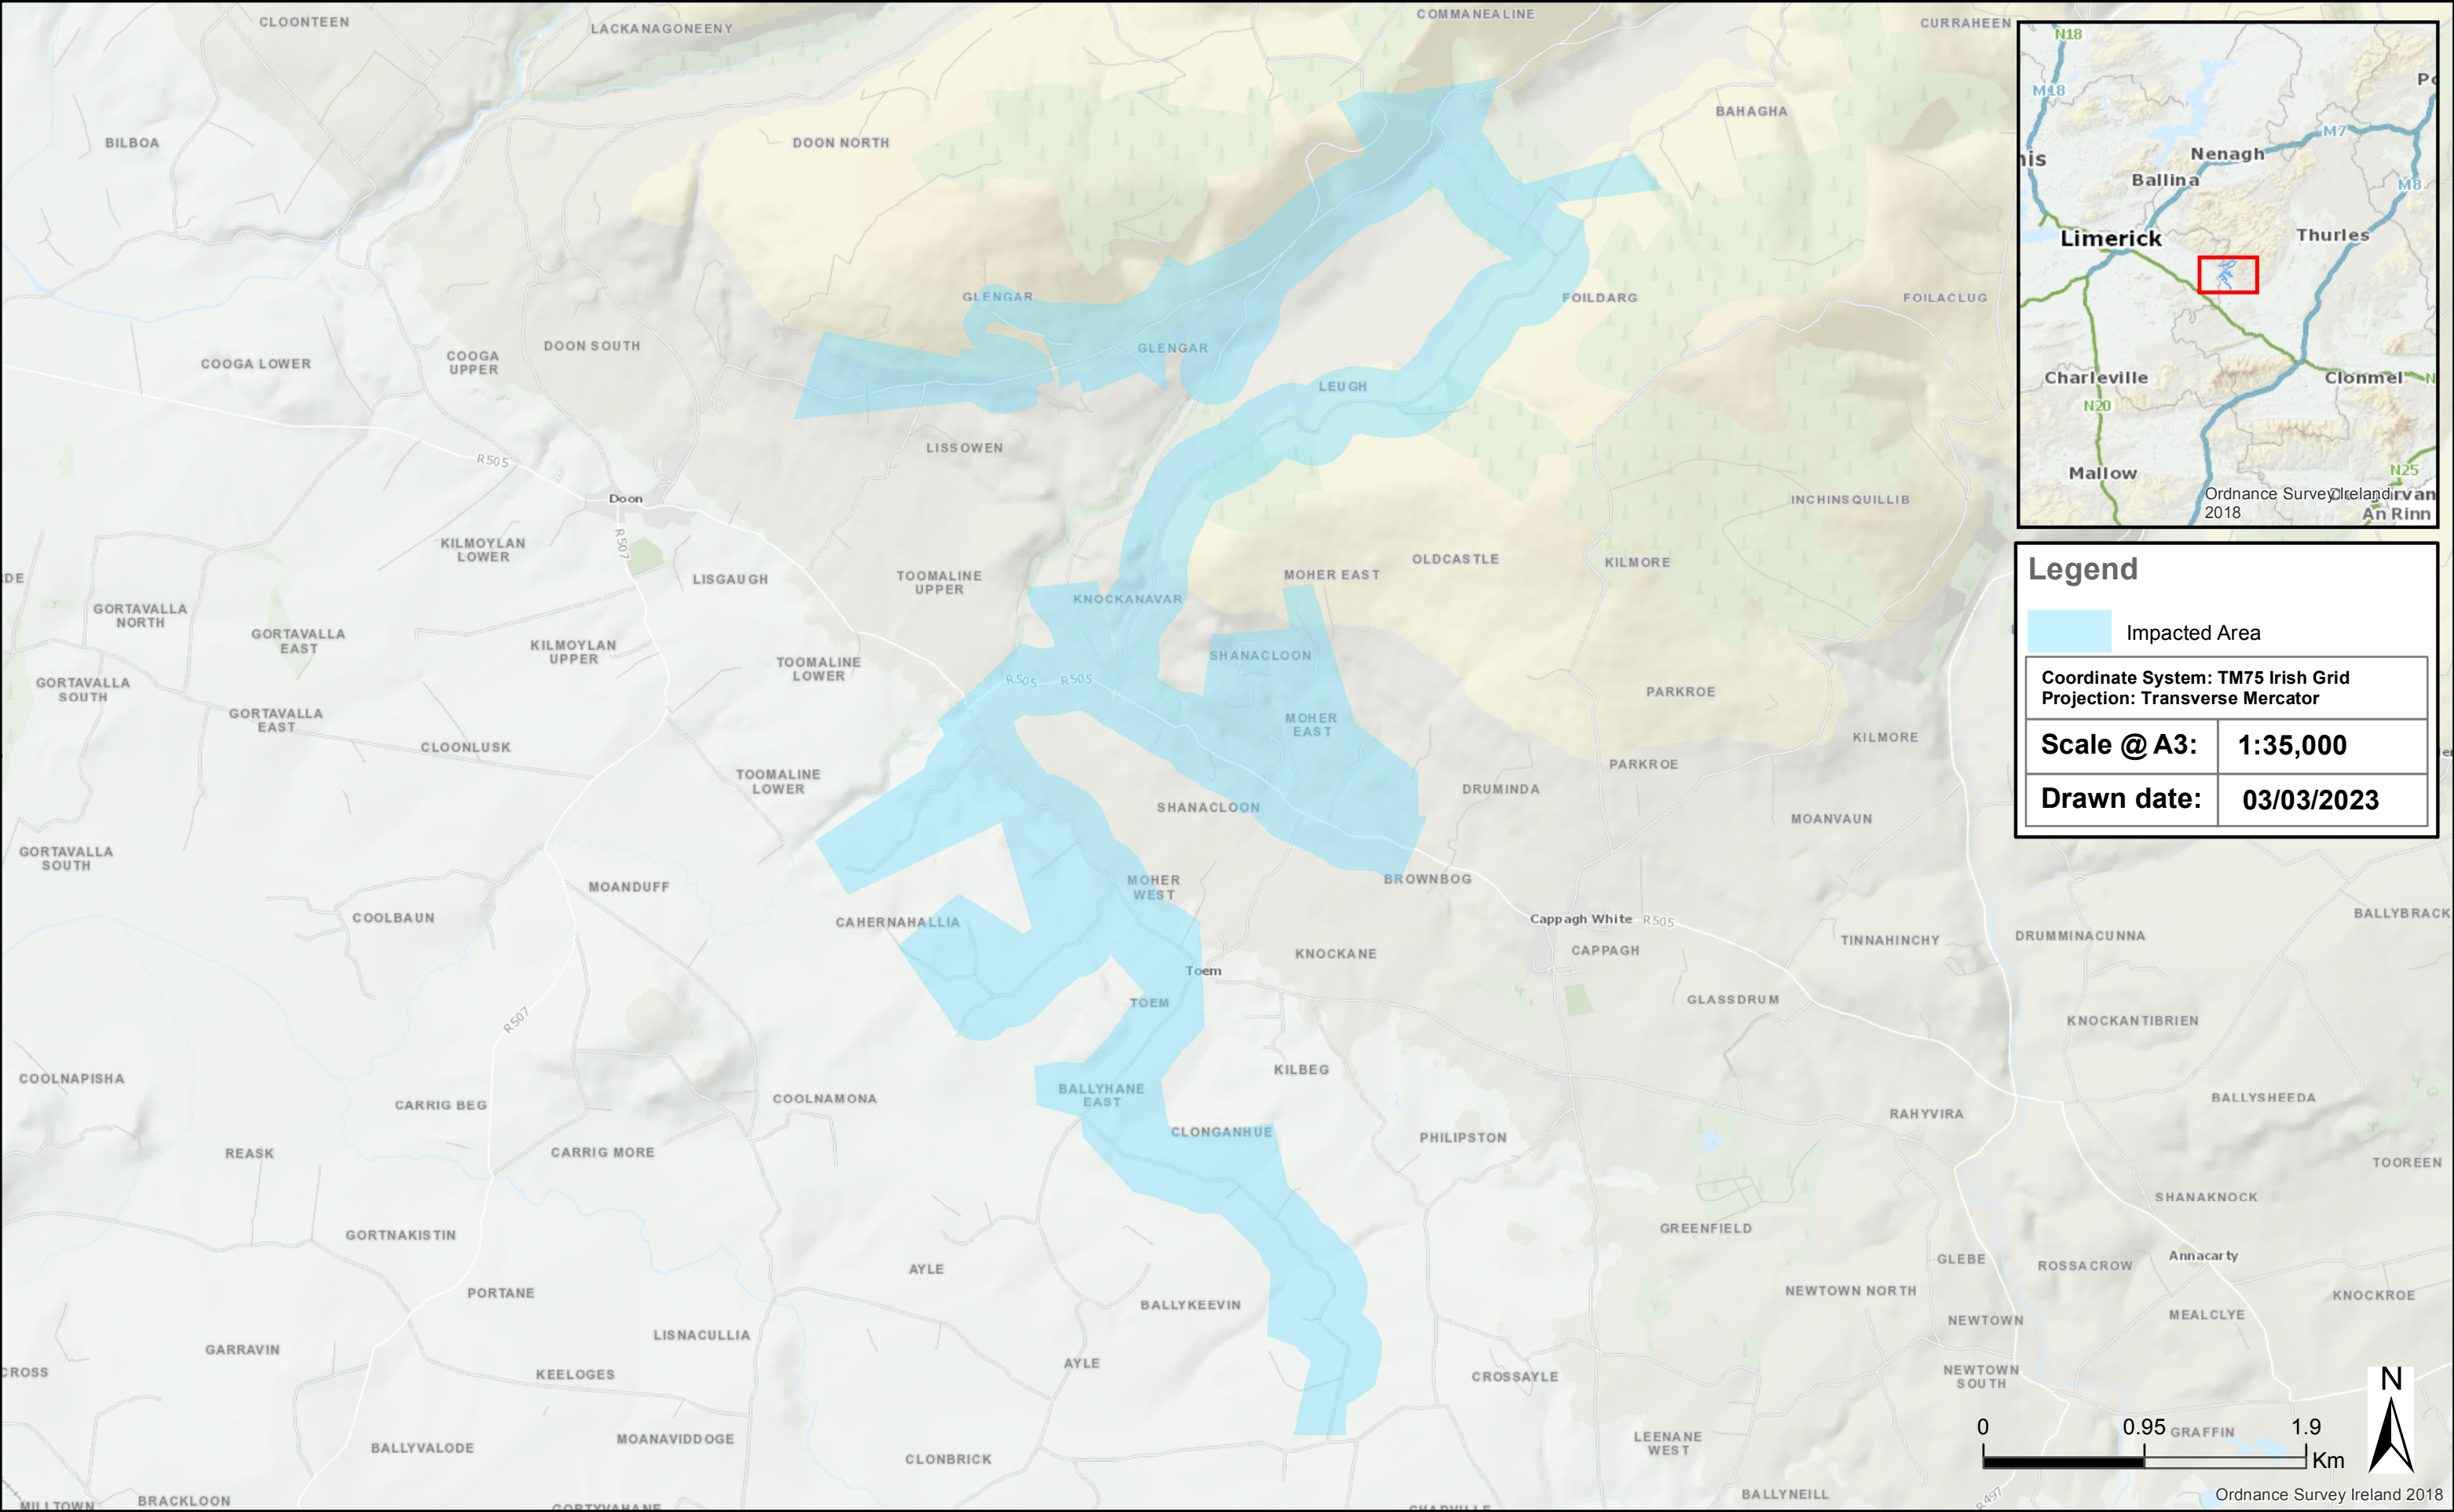 CLOONTEEN
LACKANAGONEENY
COMMANEALINE
CURRAHEEN
BILBOA
DOON NORTH
BAHAGHA
GLENGAR
FOILDARG
FOILACLUG
COOGA LOWER
COOGA
UPPER
DOON SOUTH
GLENGAR
LEUGH
R505
LISSOWEN
Doon
INCHINSQUILLIB
R507
KILMOYLAN
LOWER
LISGAUGH
TOOMALINE
UPPER
KNOCKANAVAR
MOHER EAST
OLDCASTLE
KILMORE
GORTAVALLA
NORTH
GORTAVALLA
EAST
KILMOYLAN
UPPER
TOOMALINE
LOWER
SHANACLOON
R505
R505
GORTAVALLA
SOUTH
GORTAVALLA
EAST
CLOONLUSK
MOHER
EAST
PARKROE
KILMORE
TOOMALINE
LOWER
SHANACLOON
DRUMINDA
PARKROE
MOANVAUN
GORTAVALLA
SOUTH
MOANDUFF
MOHER
WEST
BROWNBOG
COOLBAUN
CAHERNAHALLIA
Cappagh White
R505
BALLYBRACK
CAPPAGH
TINNAHINCHY
DRUMMINACUNNA
KNOCKANE
Toem
TOEM
GLASSDRUM
R507
KNOCKANTIBRIEN
COOLNAPISHA
KILBEG
CARRIG BEG
COOLNAMONA
BALLYHANE
EAST
RAHYVIRA
BALLYSHEEDA
REASK
CARRIG MORE
CLONGANHUE
PHILIPSTON
TOOREEN
SHANAKNOCK
GORTNAKISTIN
GREENFIELD
AYLE
GLEBE
ROSSACROW
Annacarty
PORTANE
BALLYKEEVIN
NEWTOWN NORTH
KNOCKROE
LISNACULLIA
NEWTOWN
MEALCLYE
GARRAVIN
CROSS
KEELOGES
AYLE
CROSSAYLE
NEWTOWN
SOUTH
BALLYVALODE
MOANAVIDDOGE
CLONBRICK
LEENANE
WEST
GRAFFIN
MILLTOWN
BRACKLOON
GORTYVAHANE
BALLYNEILL
R497
N18
M18
M7
Nenagh
Ballina
M8
Limerick
Thurles
Charleville
Clonmel
N20
Mallow
N25
Ordnance Survey Ireland
2018
An Rinn
Legend
Impacted Area
Coordinate System: TM75 Irish Grid
Projection: Transverse Mercator
Scale @ A3: 1:35,000
Drawn date: 03/03/2023
N
0 0.95 1.9
Km
Ordnance Survey Ireland 2018